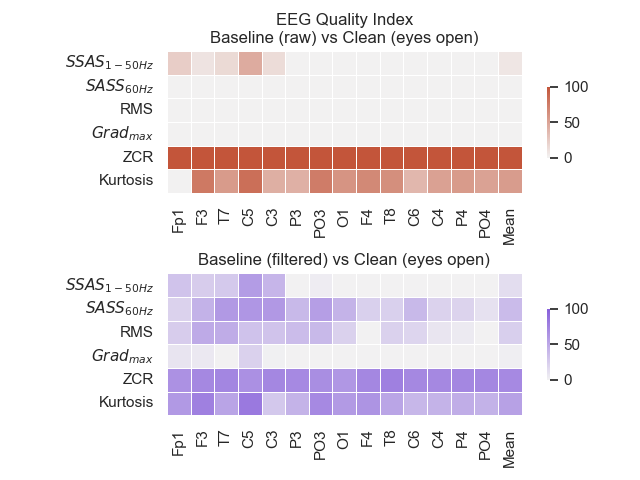 EEG Quality Index
Baseline (raw) vs Clean (eyes open)
SSAS1−50Hz
SASS60Hz
RMS
Gradmax
ZCR
Kurtosis
Fp1 F3 T7 C5 C3 P3 PO3 O1 F4 T8 C6 C4 P4 PO4 Mean
100
50
0
Baseline (filtered) vs Clean (eyes open)
SSAS1−50Hz
SASS60Hz
RMS
Gradmax
ZCR
Kurtosis
Fp1 F3 T7 C5 C3 P3 PO3 O1 F4 T8 C6 C4 P4 PO4 Mean
100
50
0